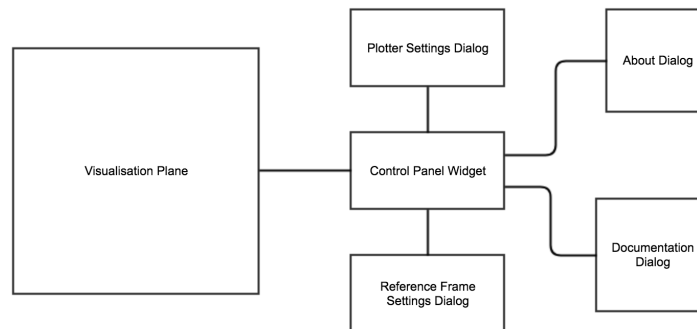 Plotter Settings Dialog
About Dialog
Visualisation Plane
Control Panel Widget
Documentation
Dialog
Reference Frame
Settings Dialog